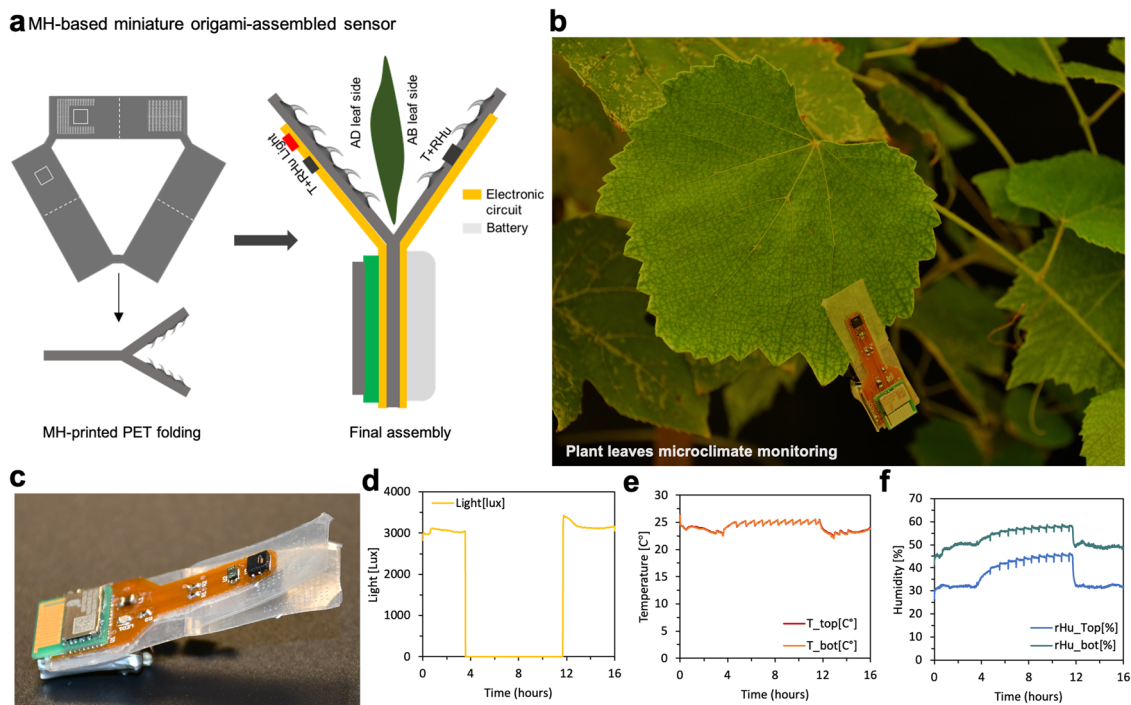 a MH-based miniature origami-assembled sensor
AD leaf side
AB leaf side
T+RHu Light
T+RHu
Electronic
circuit
Battery
MH-printed PET folding
Final assembly
b
Plant leaves microclimate monitoring
c
d
4000
3000
2000
1000
0
Light[lux]
Light [Lux]
0
4
8
12
16
Time (hours)
e
30
25
20
15
10
5
0
Temperature [C°]
T_top[C°]
T_bot[C°]
0
4
8
12
16
Time (hours)
f
70
60
50
40
30
20
10
0
Humidity [%]
rHu_Top[%]
rHu_bot[%]
0
4
8
12
16
Time (hours)